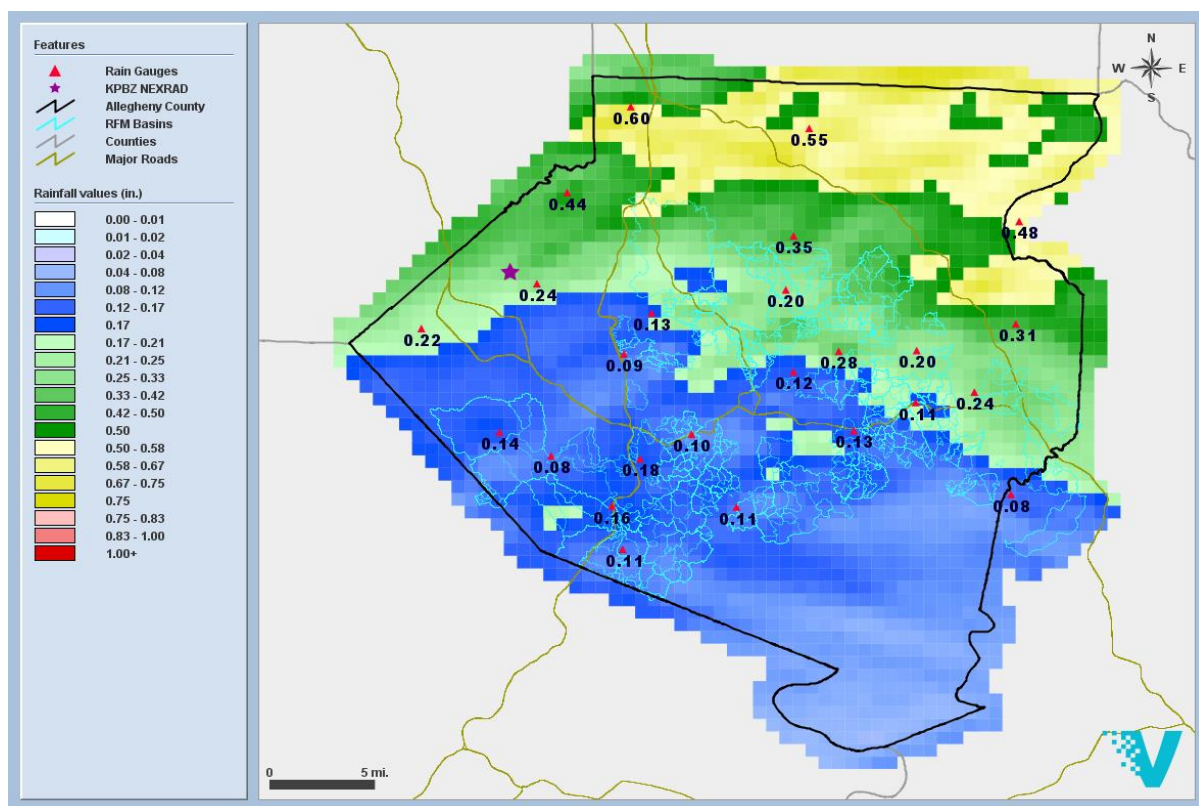 Features
Rain Gauges
KPBZ NEXRAD
Allegheny County
RFM Basins
Counties
Major Roads
Rainfall values (in.)
0.00 - 0.01
0.01 - 0.02
0.02 - 0.04
0.04 - 0.08
0.08 - 0.12
0.12 - 0.17
0.17
0.17 - 0.21
0.21 - 0.25
0.25 - 0.33
0.33 - 0.42
0.42 - 0.50
0.50
0.50 - 0.58
0.58 - 0.67
0.67 - 0.75
0.75
0.75 - 0.83
0.83 - 1.00
1.00+
N
W E
S
0.60
0.55
0.44
0.48
0.35
0.24
0.20
0.13
0.31
0.22
0.09
0.28
0.20
0.12
0.24
0.11
0.14
0.10
0.13
0.08
0.18
0.08
0.16
0.11
0.11
0 5 mi.
V